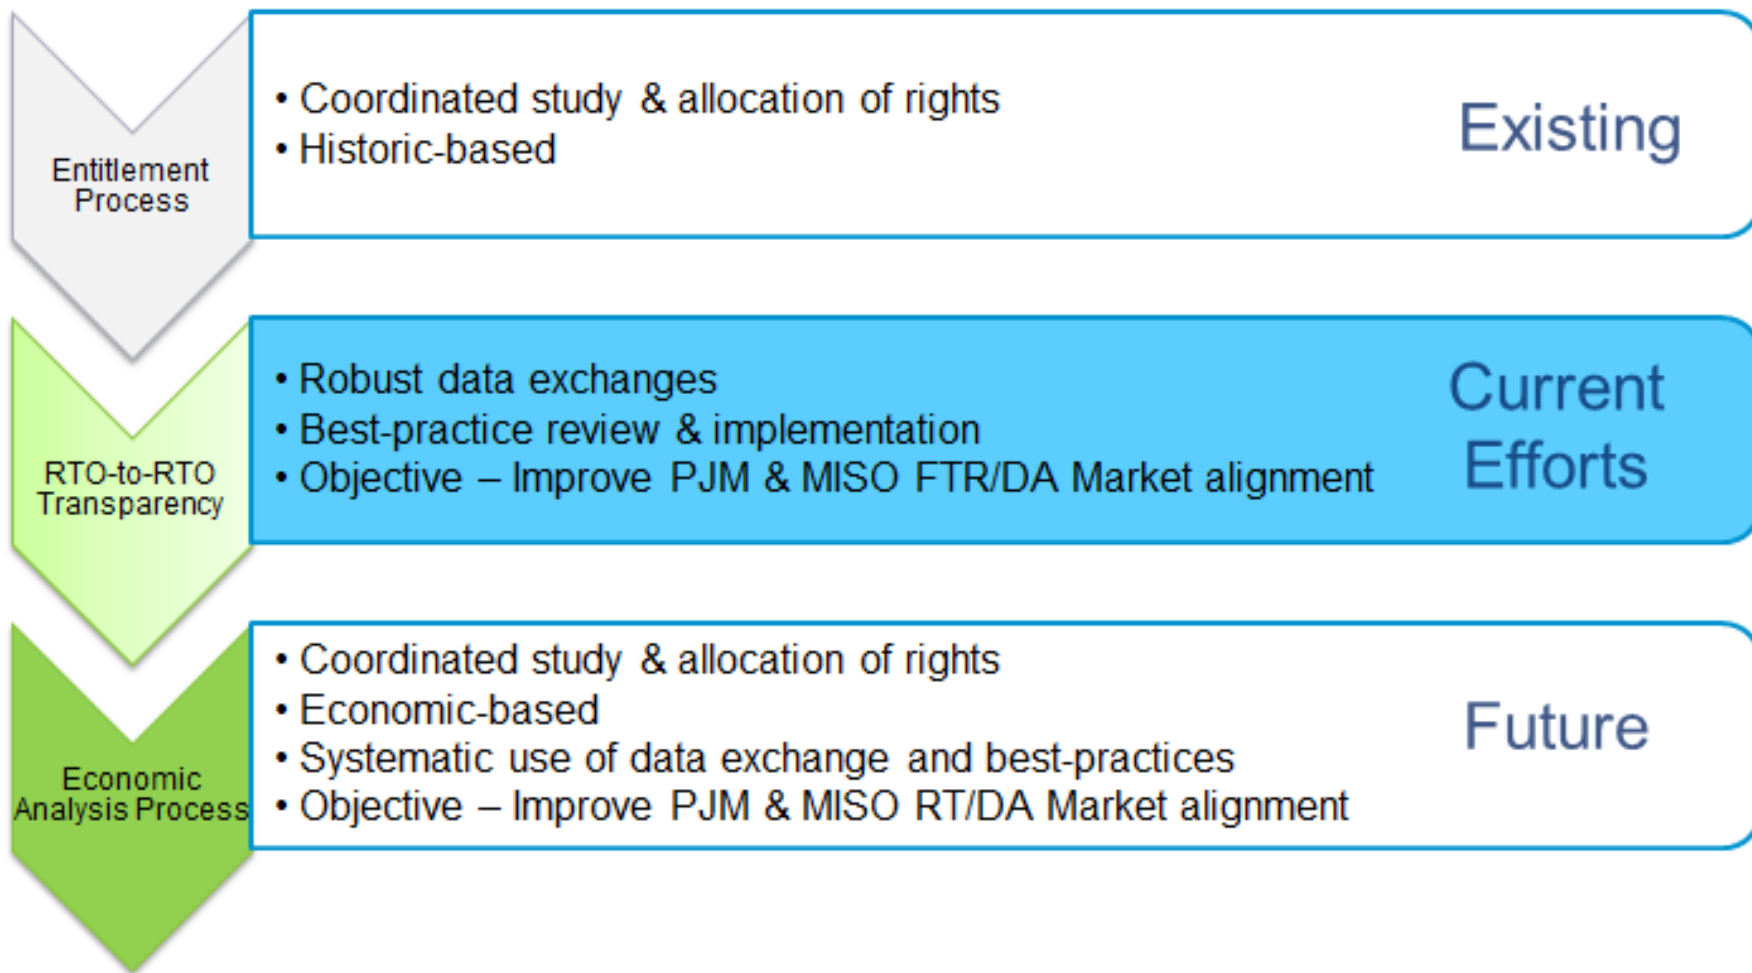 Entitlement
Process
• Coordinated study & allocation of rights
• Historic-based
Existing
RTO-to-RTO
Transparency
• Robust data exchanges
• Best-practice review & implementation
• Objective – Improve PJM & MISO FTR/DA Market alignment
Current
Efforts
Economic
Analysis Process
• Coordinated study & allocation of rights
• Economic-based
• Systematic use of data exchange and best-practices
• Objective – Improve PJM & MISO RT/DA Market alignment
Future